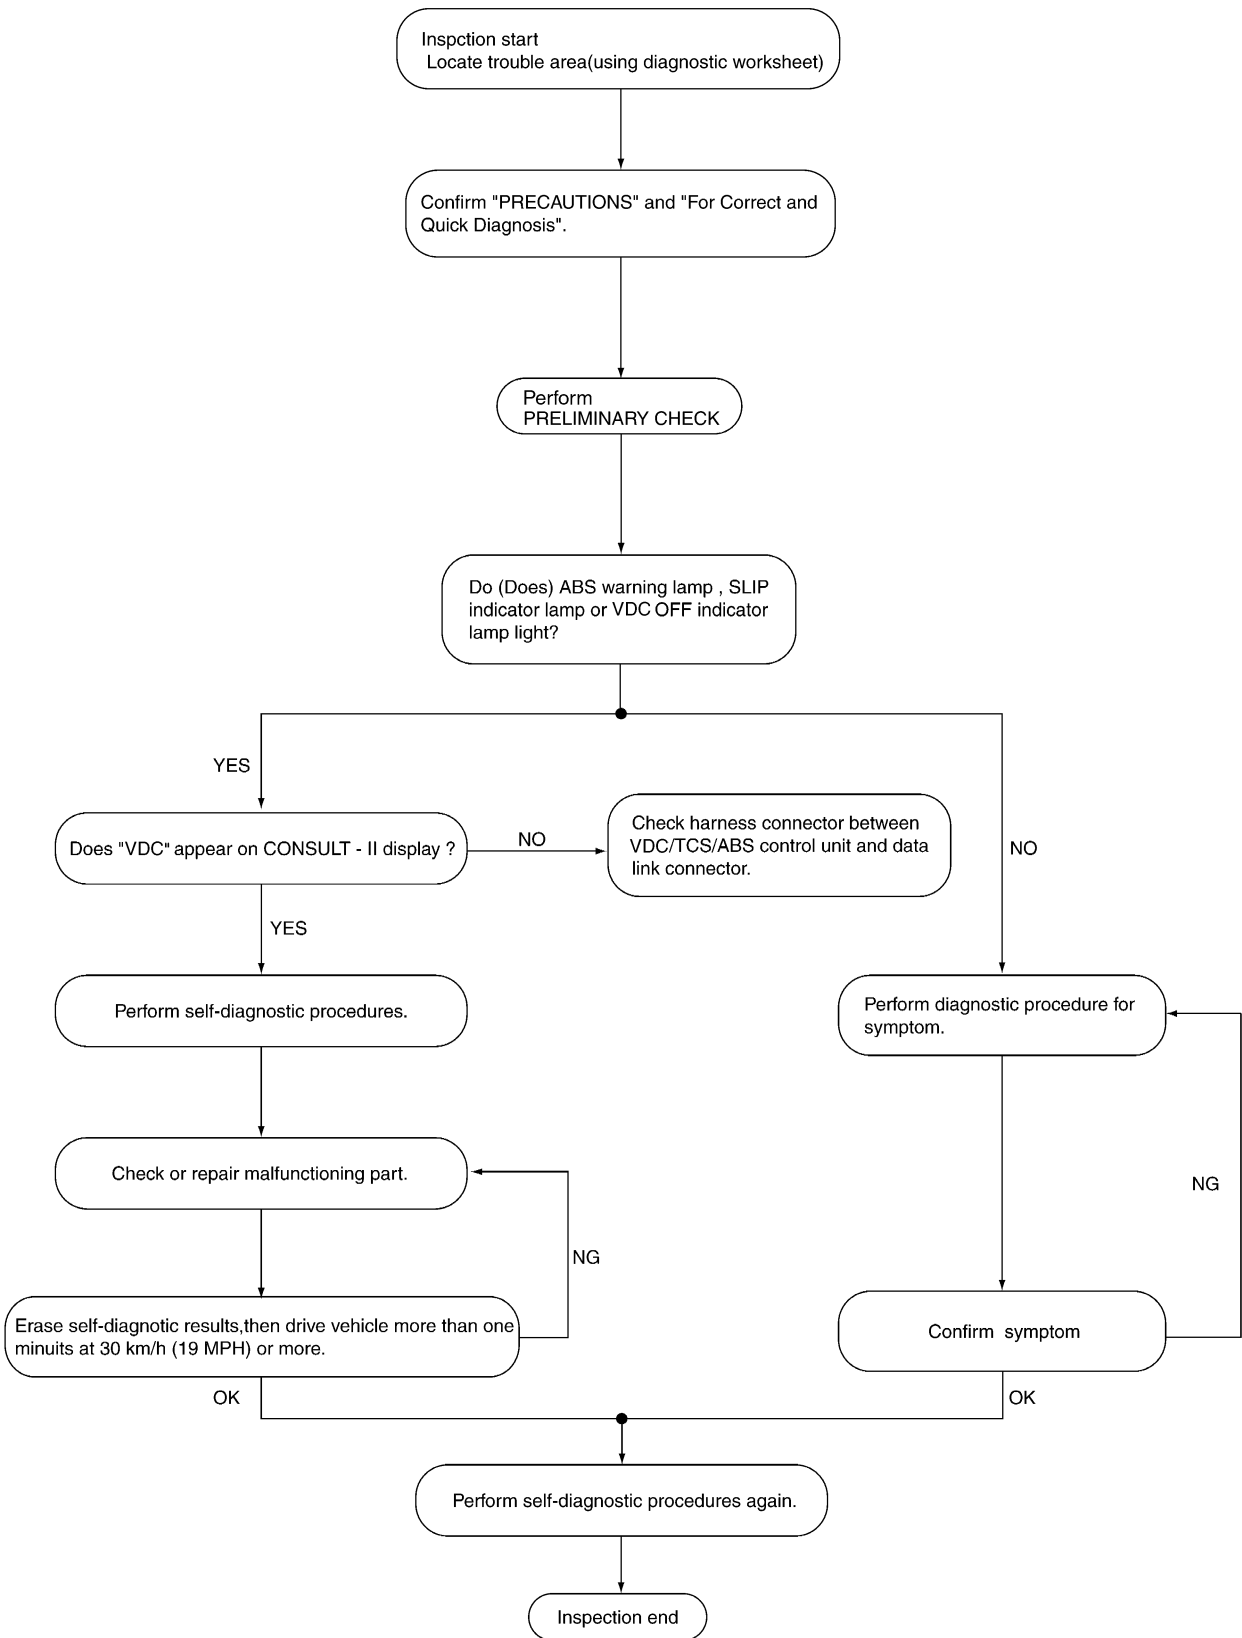 Inspction start
Locate trouble area(using diagnostic worksheet)
Confirm "PRECAUTIONS" and "For Correct and
Quick Diagnosis".
Perform
PRELIMINARY CHECK
Do (Does) ABS warning lamp , SLIP
indicator lamp or VDC OFF indicator
lamp light?
YES
NO
Does "VDC" appear on CONSULT - II display ?
NO
Check harness connector between
VDC/TCS/ABS control unit and data
link connector.
YES
Perform self-diagnostic procedures.
Perform diagnostic procedure for
symptom.
Check or repair malfunctioning part.
NG
NG
Erase self-diagnotic results,then drive vehicle more than one
minuits at 30 km/h (19 MPH) or more.
Confirm symptom
OK
OK
Perform self-diagnostic procedures again.
Inspection end